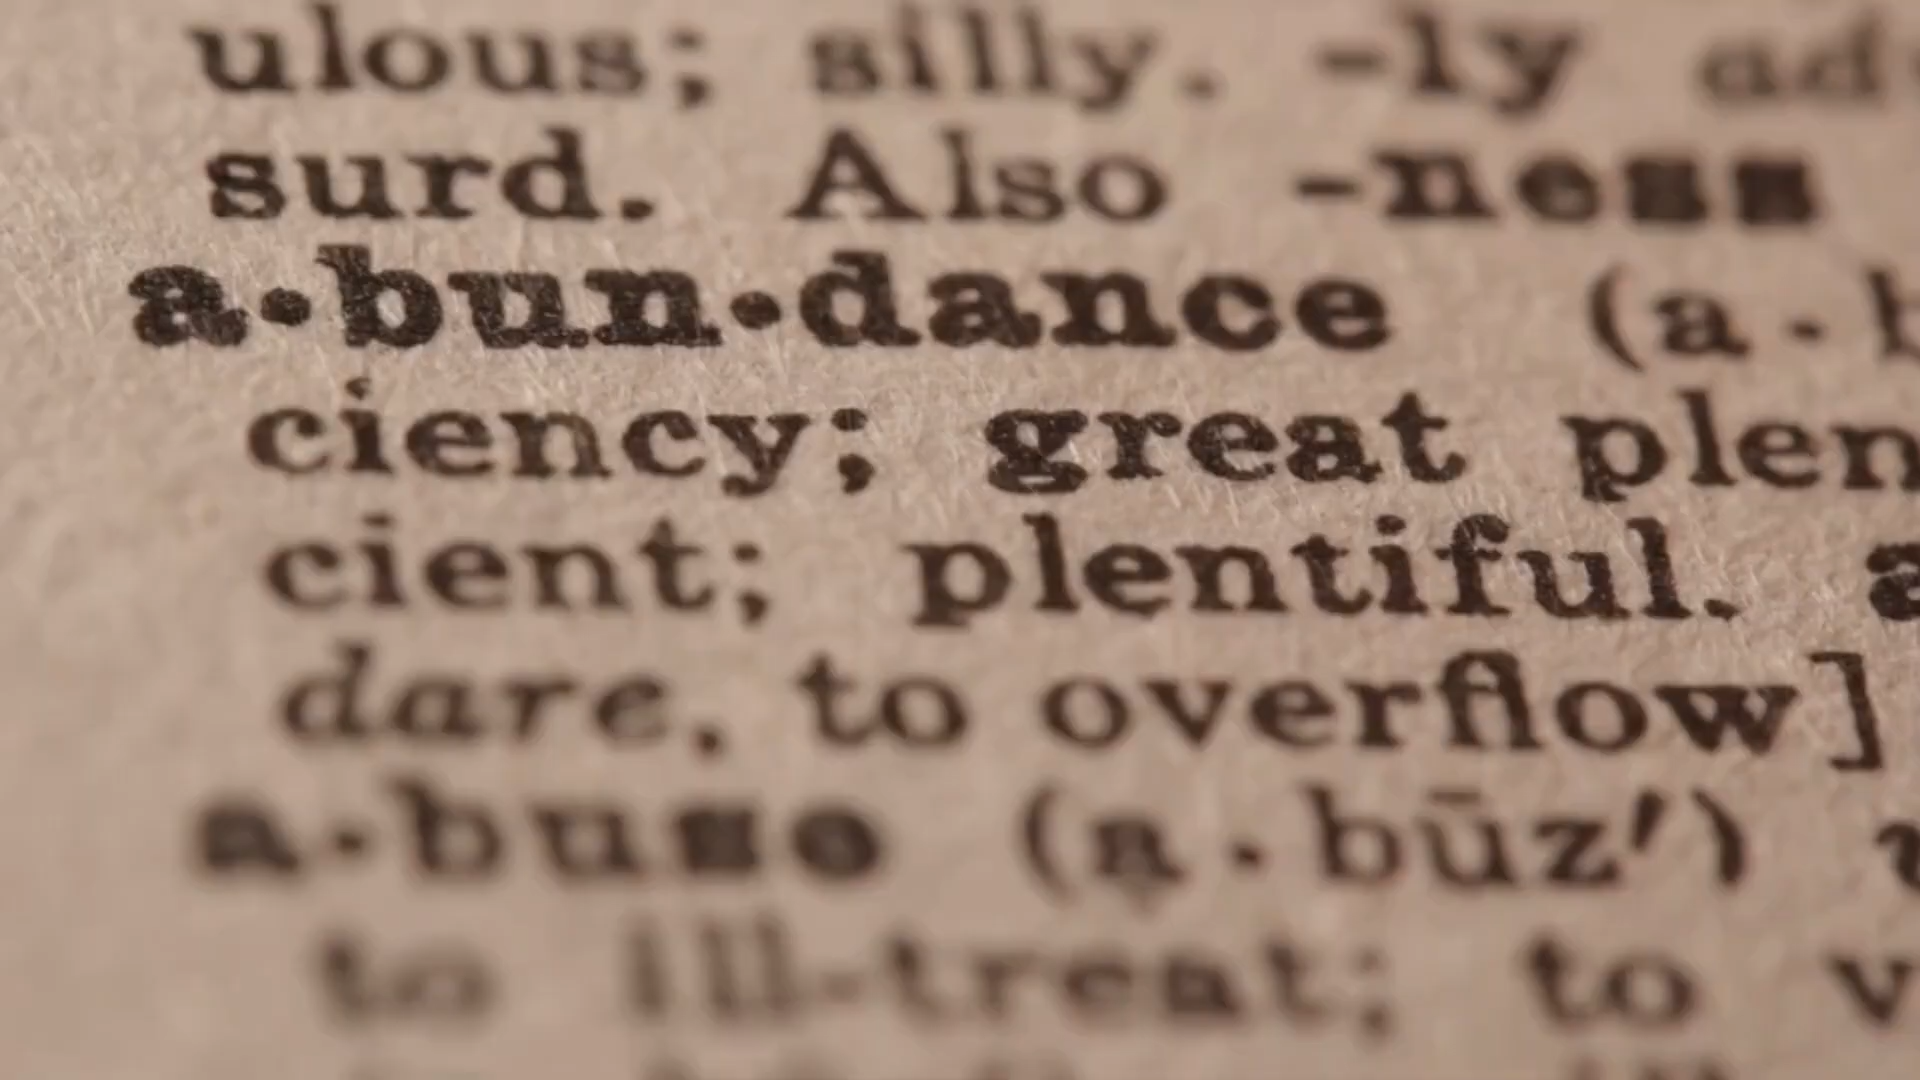 ulous; silly. -ly ad
surd. Also -ness
a·bun·dance (a·b
ciency; great plen
cient; plentiful. a
dare, to overflow]
a·buse (a·būz′) v
to ill-treat; to v